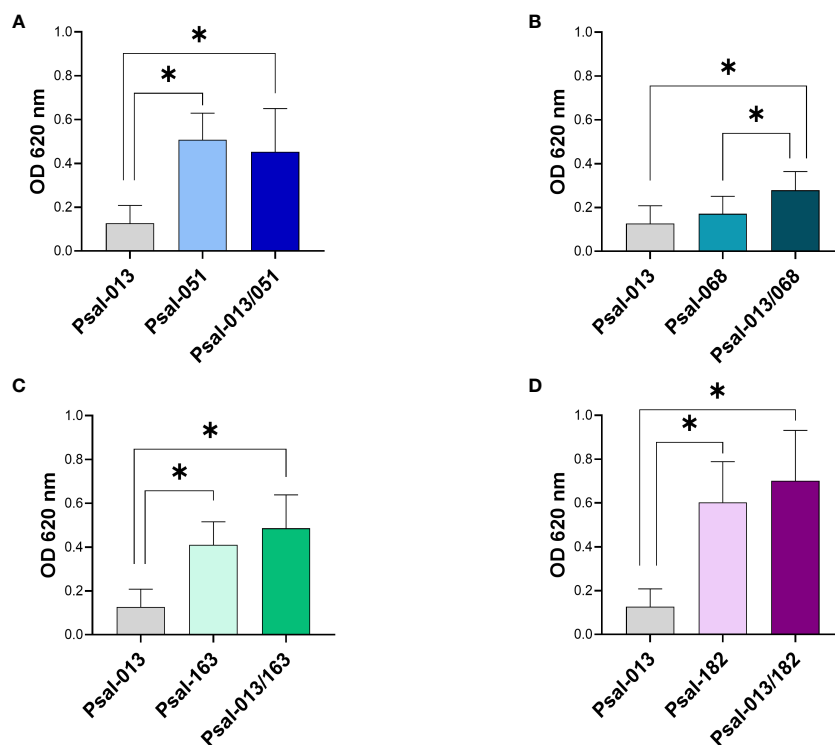 A
OD 620 nm
1.0
0.8
0.6
0.4
0.2
0.0
*
*
Psal-013
Psal-051
Psal-013/051
B
OD 620 nm
1.0
0.8
0.6
0.4
0.2
0.0
*
*
Psal-013
Psal-068
Psal-013/068
C
OD 620 nm
1.0
0.8
0.6
0.4
0.2
0.0
*
*
Psal-013
Psal-163
Psal-013/163
D
OD 620 nm
1.0
0.8
0.6
0.4
0.2
0.0
*
*
Psal-013
Psal-182
Psal-013/182